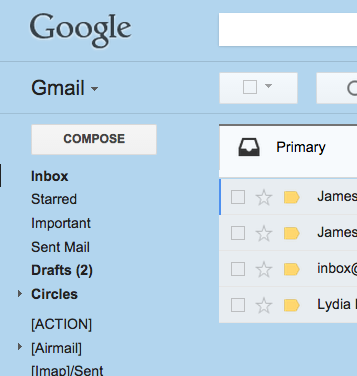 Google
Gmail
COMPOSE
Primary
Inbox
Starred
Important
Sent Mail
Drafts (2)
Circles
[ACTION]
[Airmail]
[Imap]/Sent
James
James
inbox@
Lydia